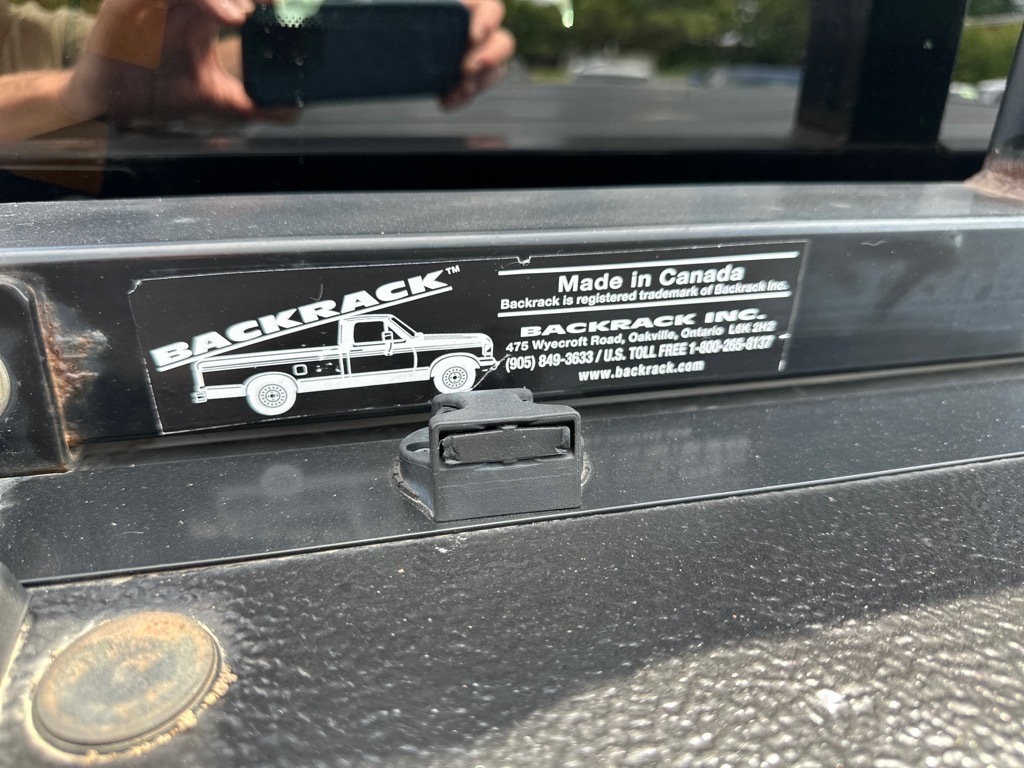 BACKRACK™
Made in Canada
Backrack is registered trademark of Backrack Inc.
BACKRACK INC.
475 Wyecroft Road, Oakville, Ontario L6K 2H2
(905) 849-3633 / U.S. TOLL FREE 1-800-265-8137
www.backrack.com